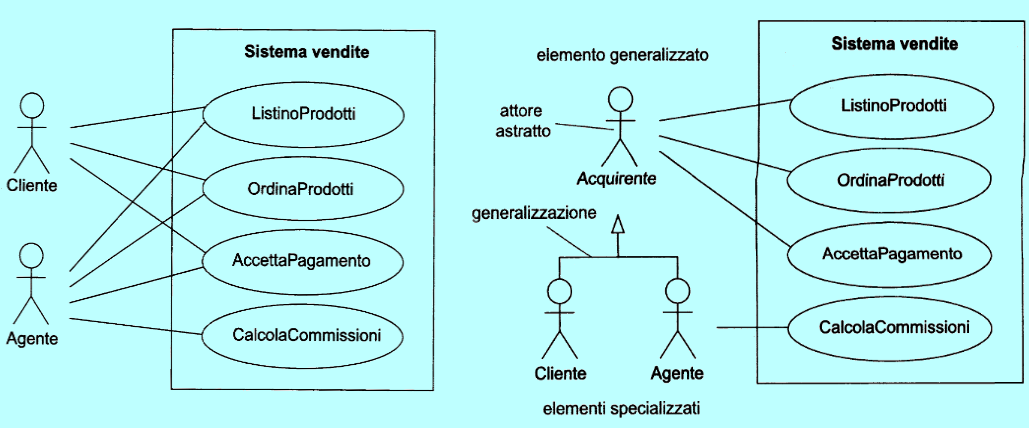 Sistema vendite
ListinoProdotti
Cliente
OrdinaProdotti
AccettaPagamento
Agente
CalcolaCommissioni
elemento generalizzato
Sistema vendite
attore
astratto
ListinoProdotti
Acquirente
OrdinaProdotti
generalizzazione
AccettaPagamento
CalcolaCommissioni
Cliente
Agente
elementi specializzati